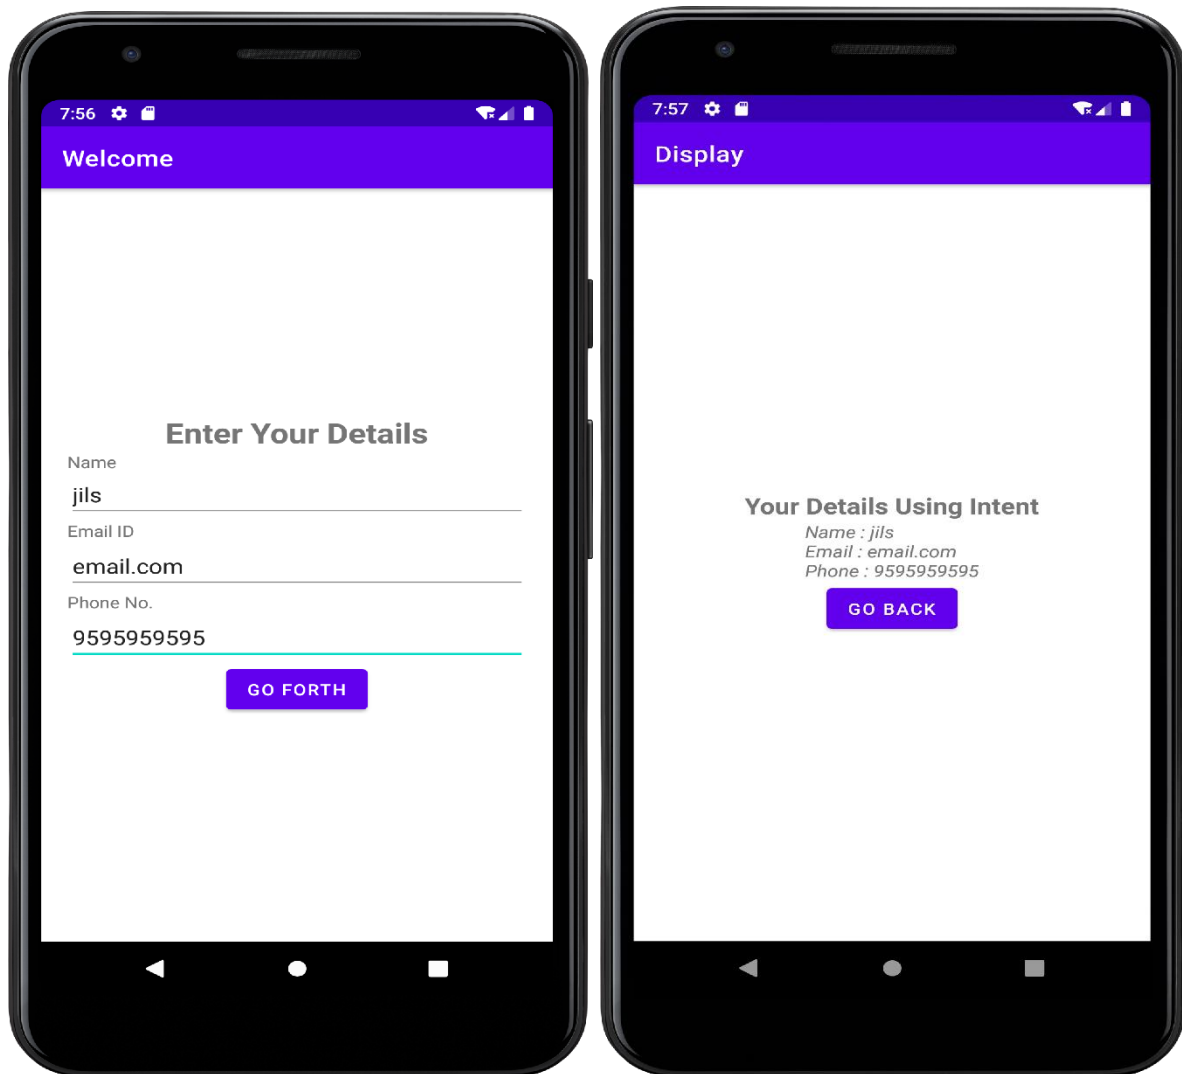 7:56
Welcome
Enter Your Details
Name
jils
Email ID
email.com
Phone No.
9595959595
GO FORTH
7:57
Display
Your Details Using Intent
Name : jils
Email : email.com
Phone : 9595959595
GO BACK